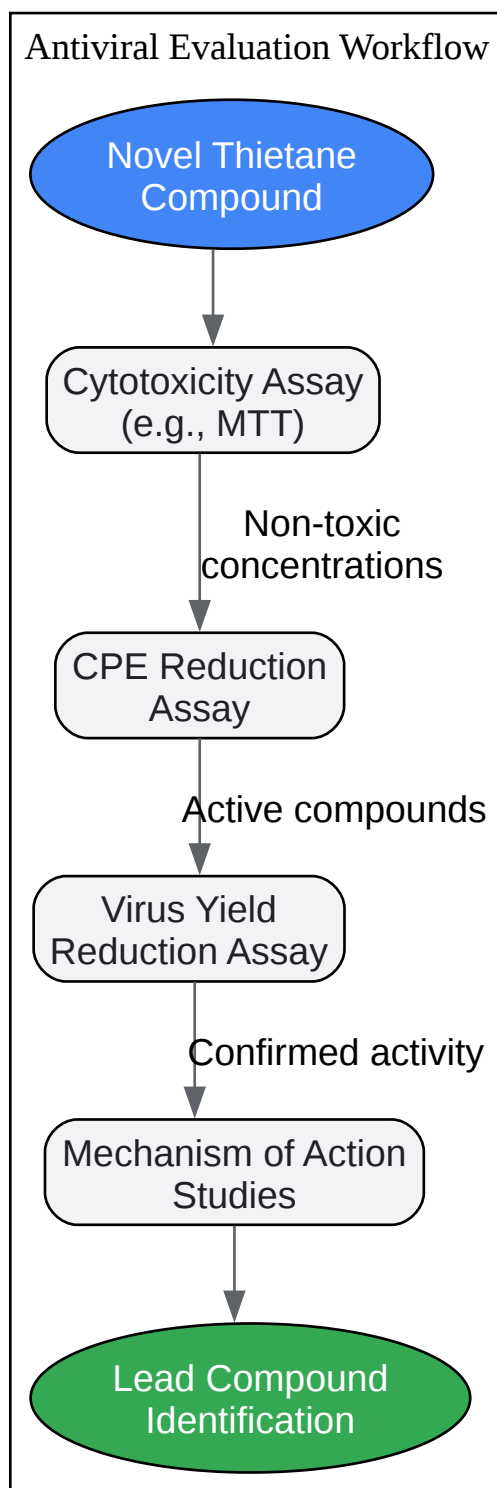 Antiviral Evaluation Workflow
Novel Thietane
Compound
Cytotoxicity Assay
(e.g., MTT)
Non-toxic
concentrations
CPE Reduction
Assay
Active compounds
Virus Yield
Reduction Assay
Confirmed activity
Mechanism of Action
Studies
Lead Compound
Identification